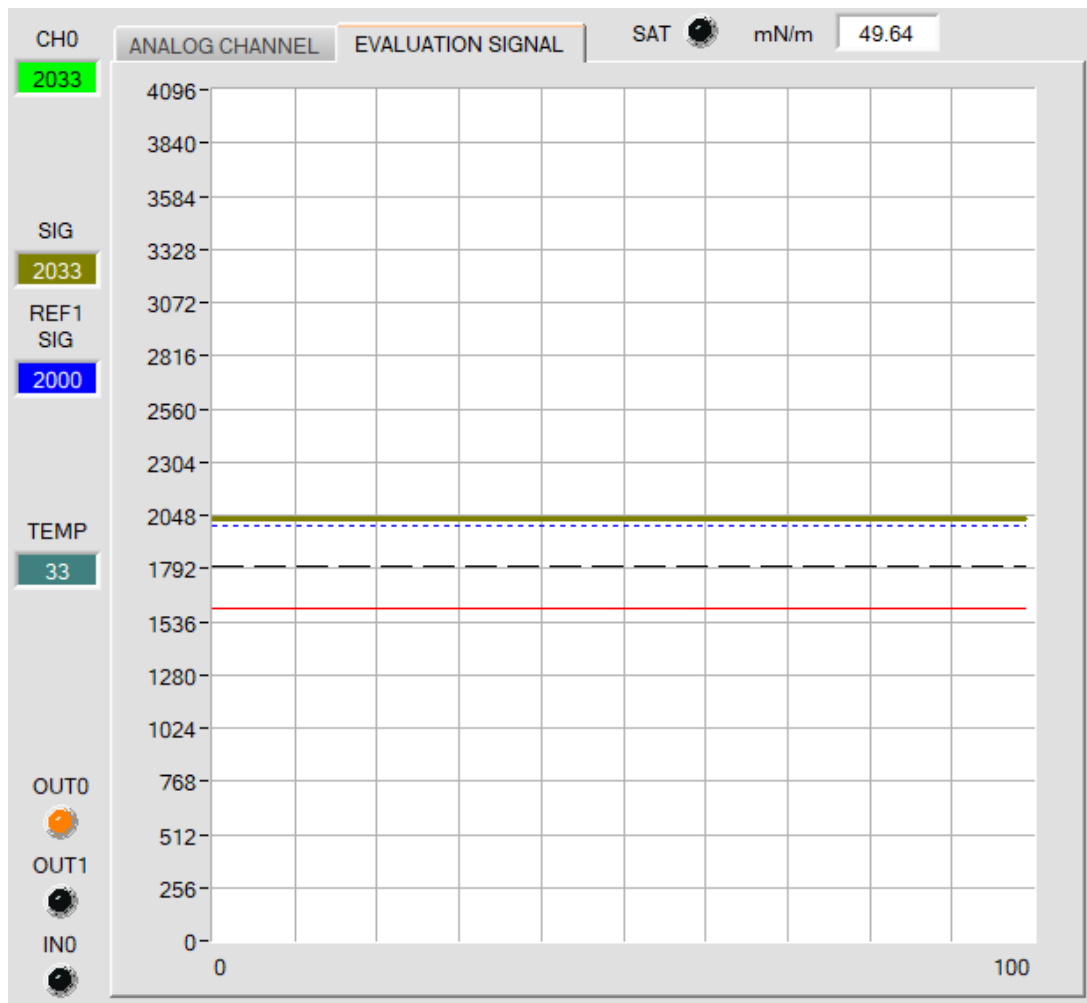 CH0
2033
SIG
2033
REF1
SIG
2000
TEMP
33
OUT0
OUT1
IN0
ANALOG CHANNEL
EVALUATION SIGNAL
SAT
mN/m
49.64
4096
3840
3584
3328
3072
2816
2560
2304
2048
1792
1536
1280
1024
768
512
256
0
0
100